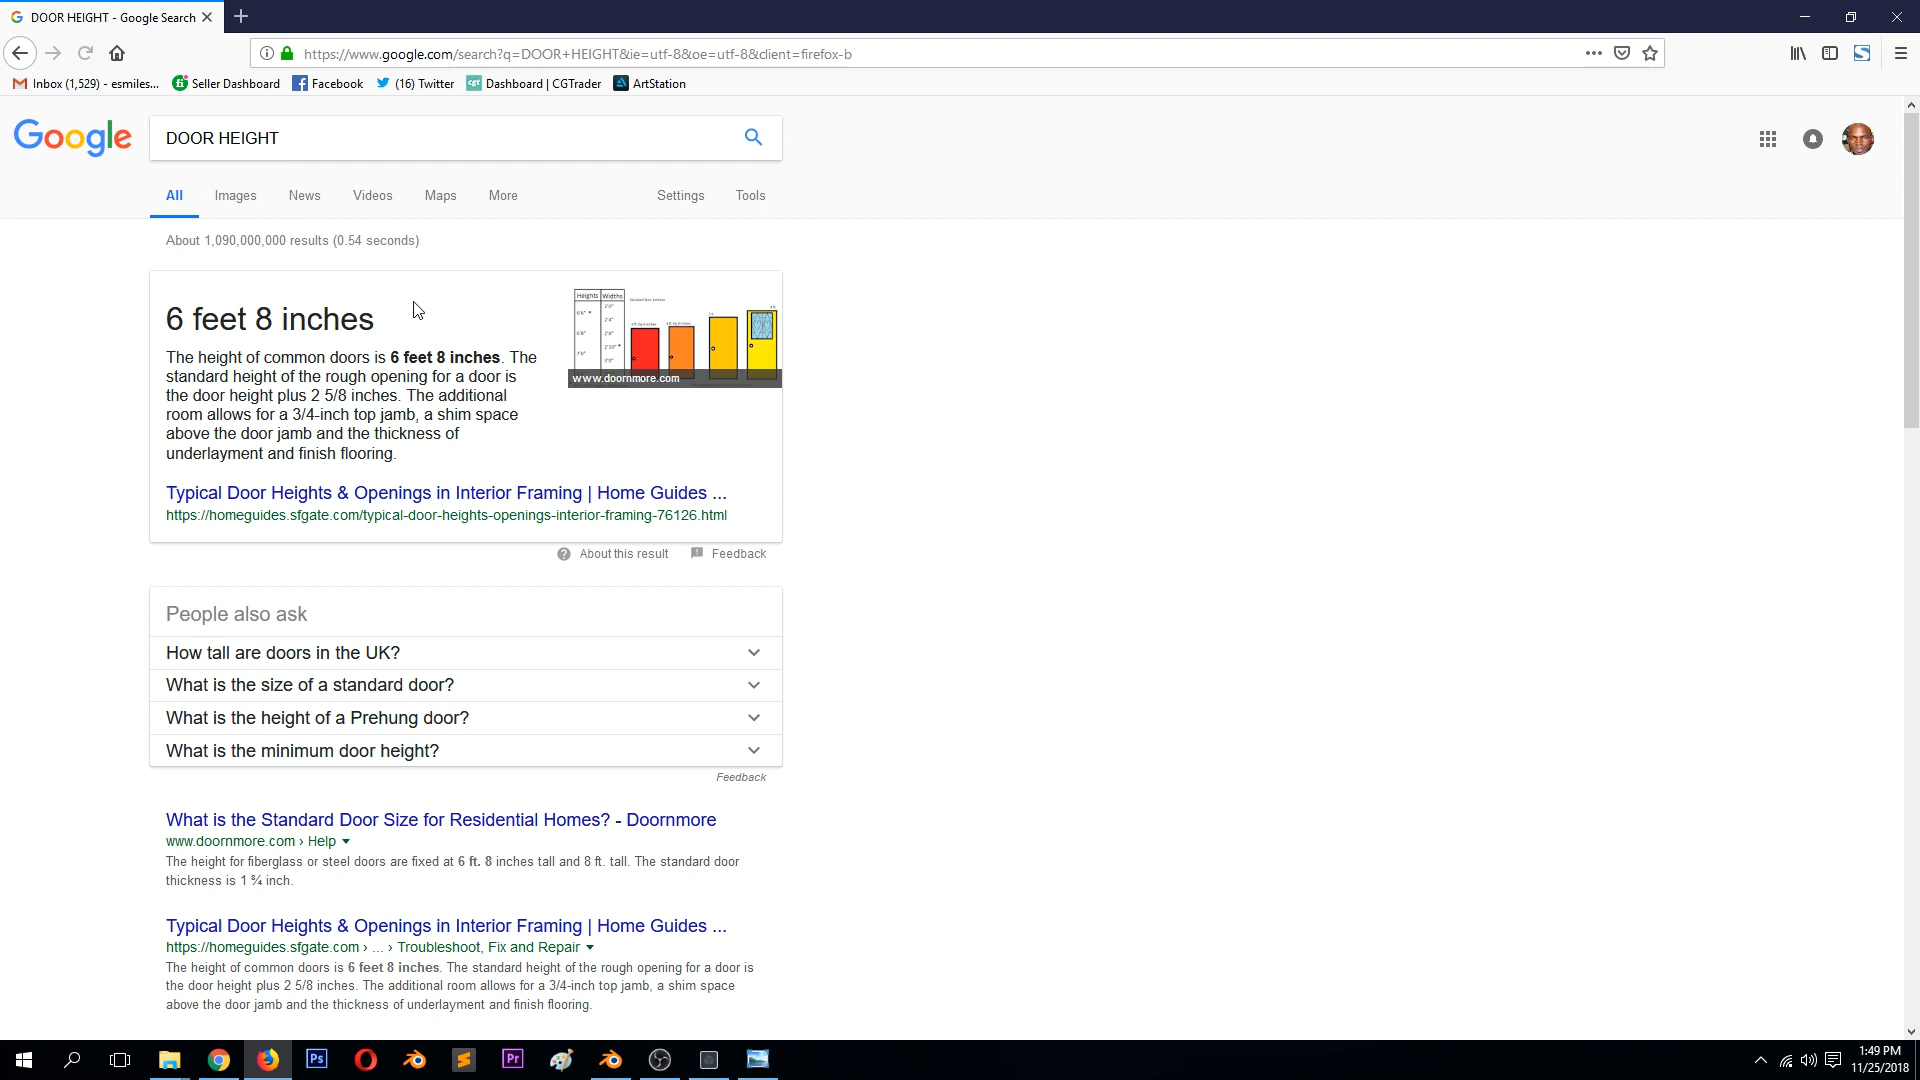 DOOR HEIGHT - Google Search
https://www.google.com/search?q=DOOR+HEIGHT&ie=utf-8&oe=utf-8&client=firefox-b
Inbox (1,529) - esmiles... Seller Dashboard Facebook (16) Twitter Dashboard | CGTrader ArtStation
Google DOOR HEIGHT
All Images News Videos Maps More Settings Tools
About 1,090,000,000 results (0.54 seconds)
6 feet 8 inches
The height of common doors is 6 feet 8 inches. The
standard height of the rough opening for a door is
the door height plus 2 5/8 inches. The additional
room allows for a 3/4-inch top jamb, a shim space
above the door jamb and the thickness of
underlayment and finish flooring.
Heights Widths
www.doornmore.com
Typical Door Heights & Openings in Interior Framing | Home Guides ...
https://homeguides.sfgate.com/typical-door-heights-openings-interior-framing-76126.html
About this result Feedback
People also ask
How tall are doors in the UK?
What is the size of a standard door?
What is the height of a Prehung door?
What is the minimum door height?
Feedback
What is the Standard Door Size for Residential Homes? - Doornmore
www.doornmore.com › Help
The height for fiberglass or steel doors are fixed at 6 ft. 8 inches tall and 8 ft. tall. The standard door
thickness is 1 ¾ inch.
Typical Door Heights & Openings in Interior Framing | Home Guides ...
https://homeguides.sfgate.com › ... › Troubleshoot, Fix and Repair
The height of common doors is 6 feet 8 inches. The standard height of the rough opening for a door is
the door height plus 2 5/8 inches. The additional room allows for a 3/4-inch top jamb, a shim space
above the door jamb and the thickness of underlayment and finish flooring.
Ps Pr
1:49 PM
11/25/2018